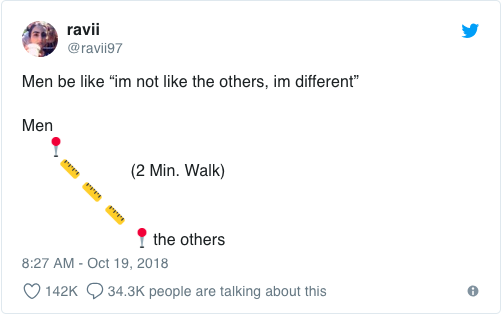 ravii
@ravii97
Men be like “im not like the others, im different”
Men
📍
📏 (2 Min. Walk)
📏
📏
📍the others
8:27 AM - Oct 19, 2018
142K 34.3K people are talking about this